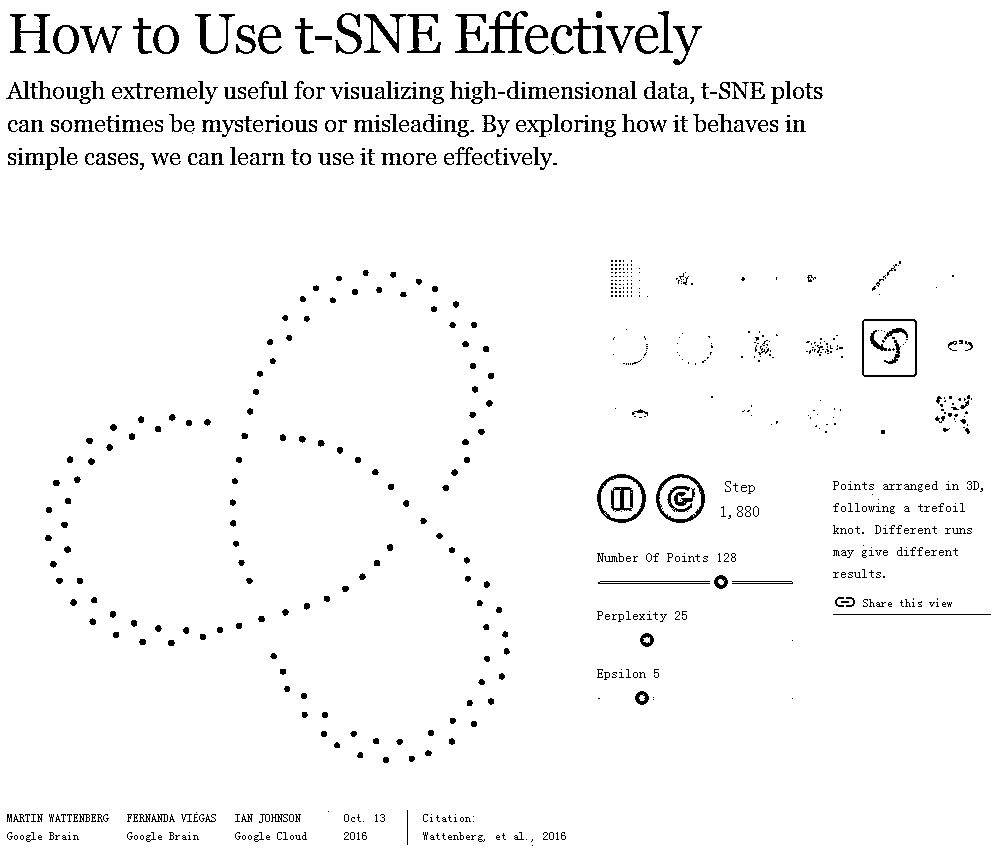 How to Use t-SNE Effectively
Although extremely useful for visualizing high-dimensional data, t-SNE plots
can sometimes be mysterious or misleading. By exploring how it behaves in
simple cases, we can learn to use it more effectively.
Step
1,880
Number Of Points 128
Perplexity 25
Epsilon 5
Points arranged in 3D,
following a trefoil
knot. Different runs
may give different
results.
Share this view
MARTIN WATTENBERG
Google Brain
FERNANDA VIÉGAS
Google Brain
IAN JOHNSON
Google Cloud
Oct. 13
2016
Citation:
Wattenberg, et al., 2016